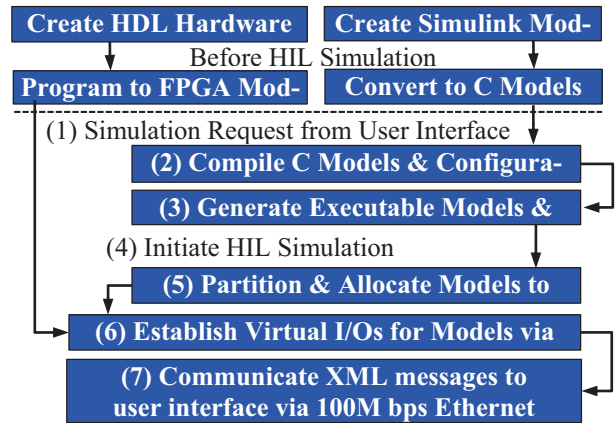 Create HDL Hardware
Create Simulink Mod-
Before HIL Simulation
Program to FPGA Mod-
Convert to C Models
(1) Simulation Request from User Interface
(2) Compile C Models & Configura-
(3) Generate Executable Models &
(4) Initiate HIL Simulation
(5) Partition & Allocate Models to
(6) Establish Virtual I/Os for Models via
(7) Communicate XML messages to
user interface via 100M bps Ethernet